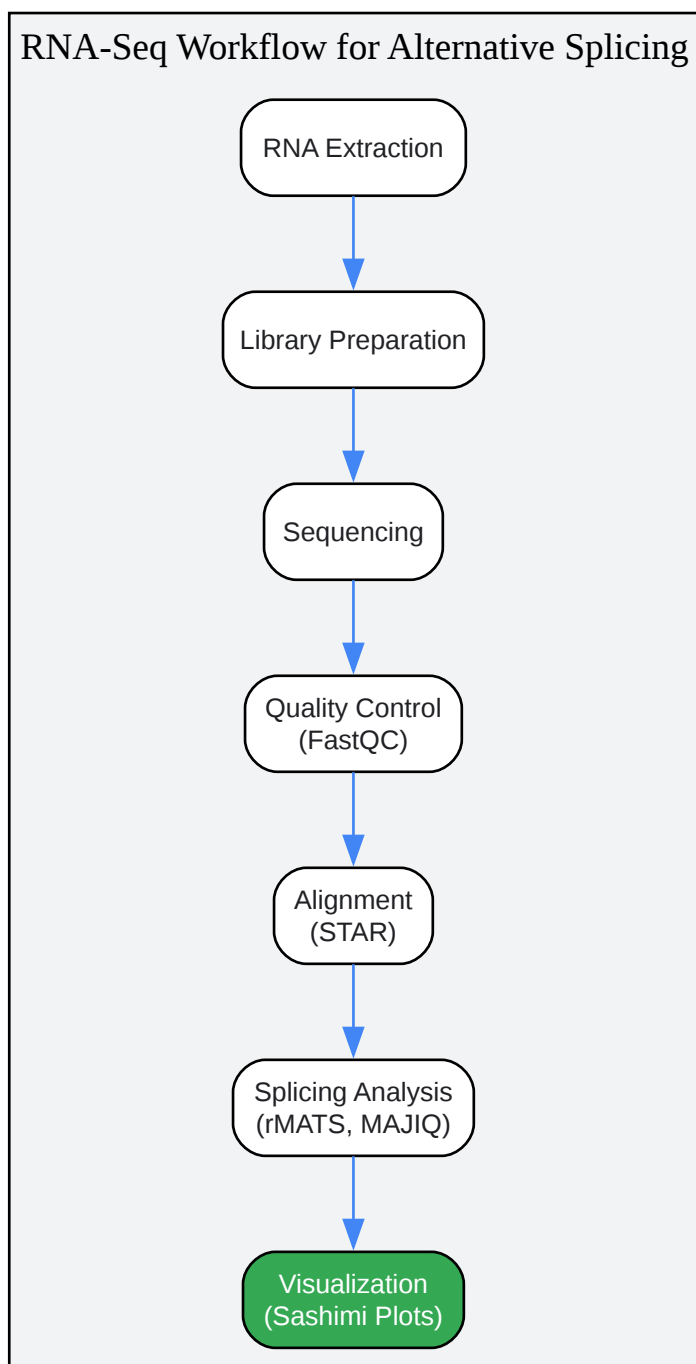 RNA-Seq Workflow for Alternative Splicing
RNA Extraction
Library Preparation
Sequencing
Quality Control
(FastQC)
Alignment
(STAR)
Splicing Analysis
(rMATS, MAJIQ)
Visualization
(Sashimi Plots)